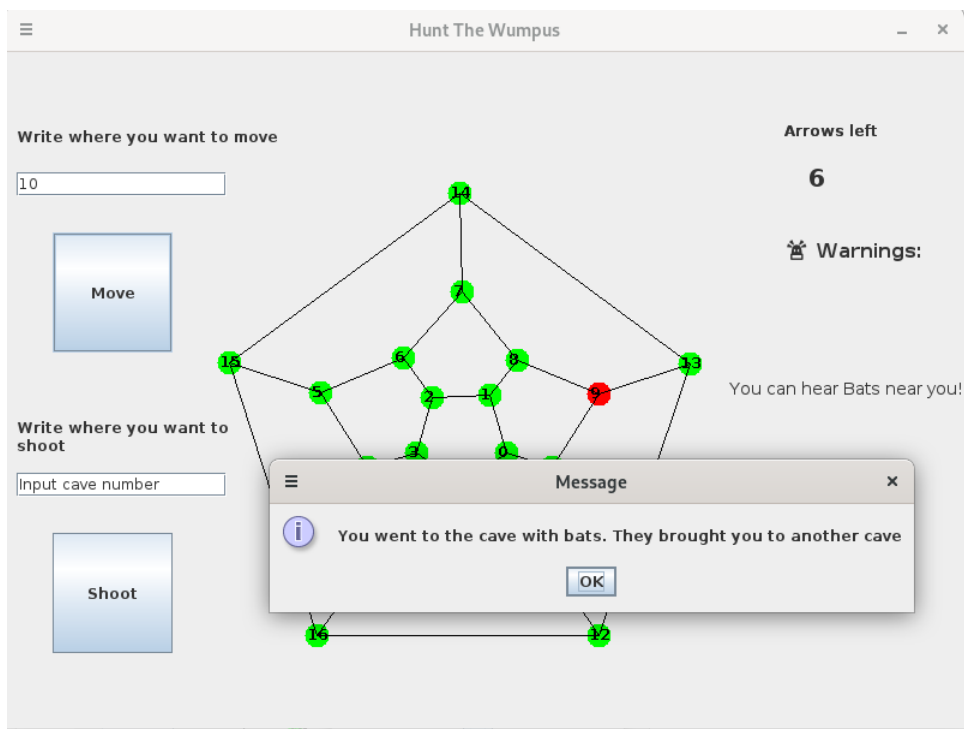 Hunt The Wumpus
Write where you want to move
10
Move
Arrows left
6
Warnings:
You can hear Bats near you!
14
7
6
8
15
13
5
2
1
9
3
0
Write where you want to
shoot
Input cave number
Shoot
Message
You went to the cave with bats. They brought you to another cave
OK
16
12